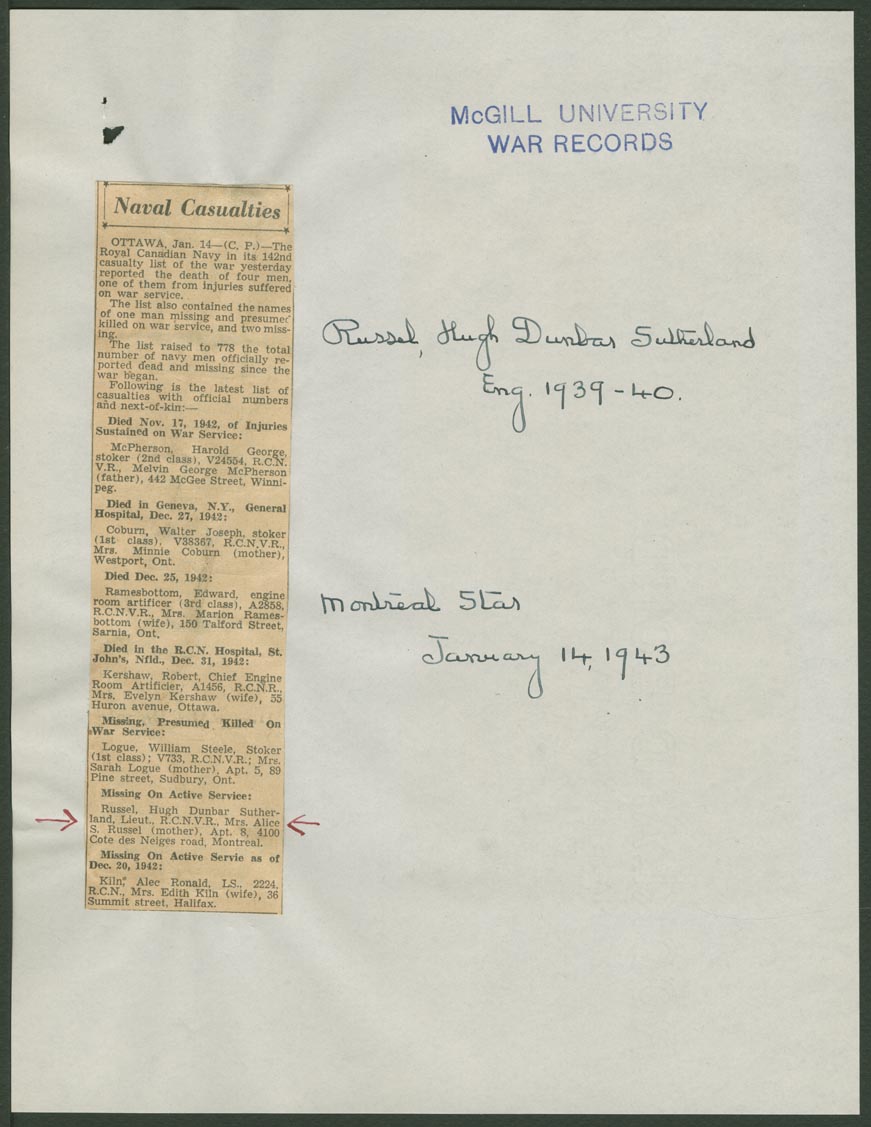 McGILL UNIVERSITY
WAR RECORDS
Naval Casualties
OTTAWA, Jan. 14—(C. P.)—The
Royal Canadian Navy in its 142nd
casualty list of the war yesterday
reported the death of four men,
one of them from injuries suffered
on war service.
The list also contained the names
of one man missing and presumed
killed on war service, and two miss-
ing.
The list raised to 778 the total
number of navy men officially re-
ported dead and missing since the
war began.
Following is the latest list of
casualties with official numbers
and next-of-kin:—
Died Nov. 17, 1942, of Injuries
Sustained on War Service:
McPherson, Harold George,
stoker (2nd class), V24554, R.C.N.
V.R., Melvin George McPherson
(father), 442 McGee Street, Winni-
peg.
Died in Geneva, N.Y., General
Hospital, Dec. 27, 1942:
Coburn, Walter Joseph, stoker
(1st class), V38367, R.C.N.V.R.,
Mrs. Minnie Coburn (mother),
Westport, Ont.
Died Dec. 25, 1942:
Ramesbottom, Edward, engine
room artificer (3rd class), A2858,
R.C.N.V.R., Mrs. Marion Rames-
bottom (wife), 150 Talford Street,
Sarnia, Ont.
Died in the R.C.N. Hospital, St.
John's, Nfld., Dec. 31, 1942:
Kershaw, Robert, Chief Engine
Room Artificier, A1456, R.C.N.R.,
Mrs. Evelyn Kershaw (wife), 55
Huron avenue, Ottawa.
Missing, Presumed Killed On
War Service:
Logue, William Steele, Stoker
(1st class); V733, R.C.N.V.R.; Mrs.
Sarah Logue (mother), Apt. 5, 89
Pine street, Sudbury, Ont.
Missing On Active Service:
Russel, Hugh Dunbar Suther-
land, Lieut., R.C.N.V.R., Mrs. Alice
S. Russel (mother), Apt. 8, 4100
Cote des Neiges road, Montreal.
Missing On Active Servie as of
Dec. 20, 1942:
Kiln, Alec Ronald, LS., 2224,
R.C.N., Mrs. Edith Kiln (wife), 36
Summit street, Halifax.
Russel, Hugh Dunbar Sutherland
Eng. 1939-40.
Montreal Star
January 14, 1943